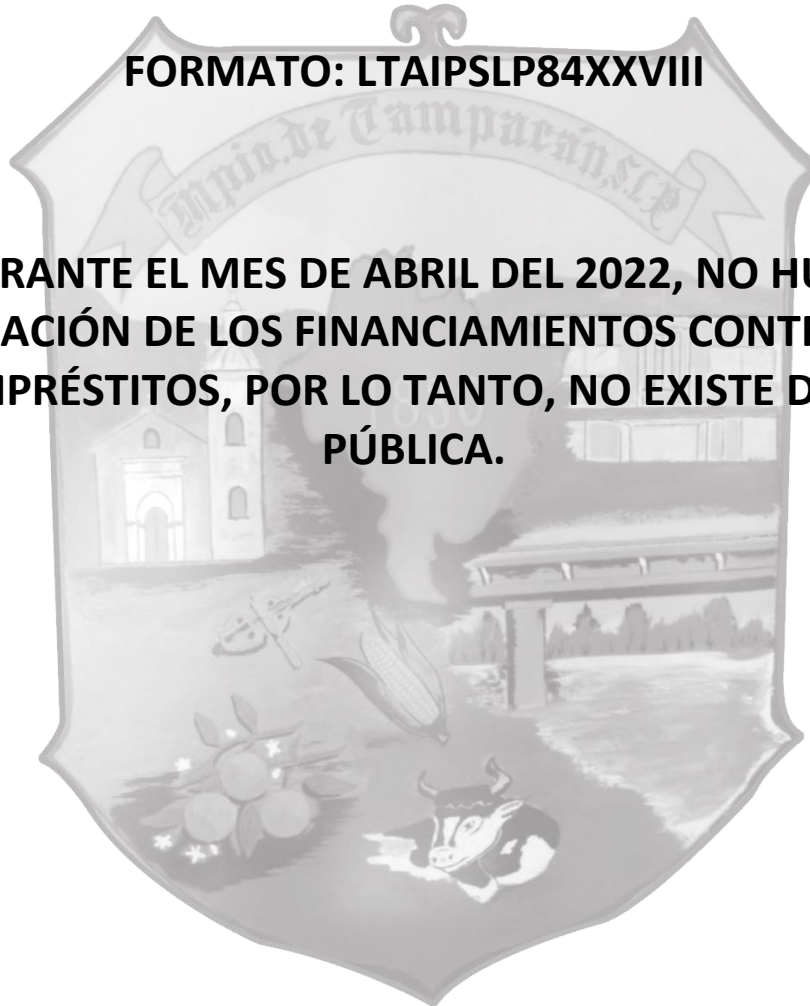 FORMATO: LTAIPSLP84XXVIII
Mpio.de Tampacán,S.L.P
RANTE EL MES DE ABRIL DEL 2022, NO HU
ACIÓN DE LOS FINANCIAMIENTOS CONT
PRÉSTITOS, POR LO TANTO, NO EXISTE D
PÚBLICA.